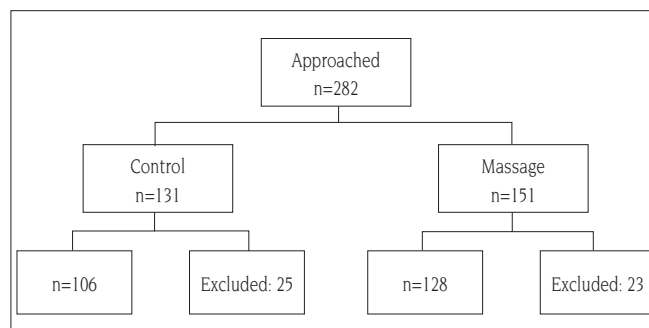 Approached
n=282
Control
n=131
Massage
n=151
n=106
Excluded: 25
n=128
Excluded: 23